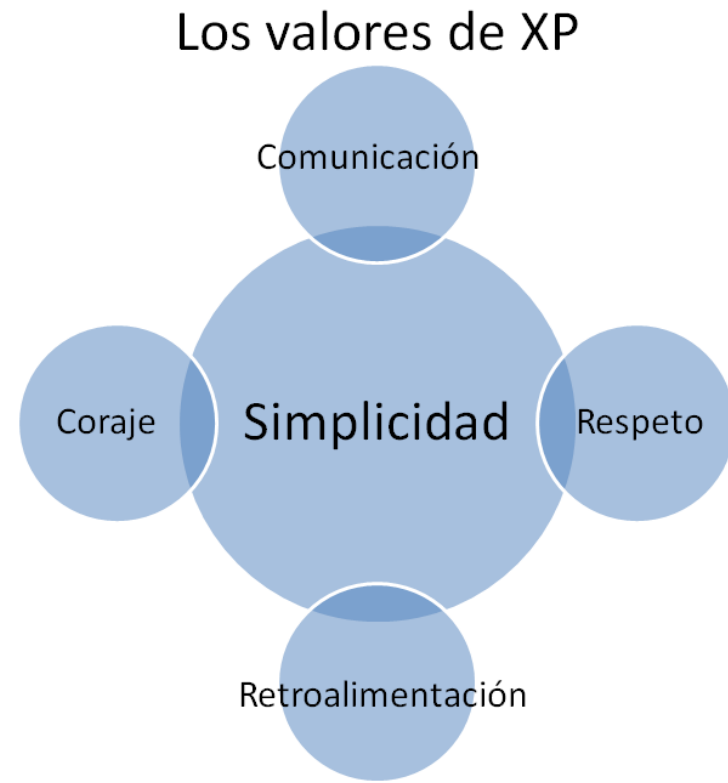 Los valores de XP
Comunicación
Coraje
Simplicidad
Respeto
Retroalimentación